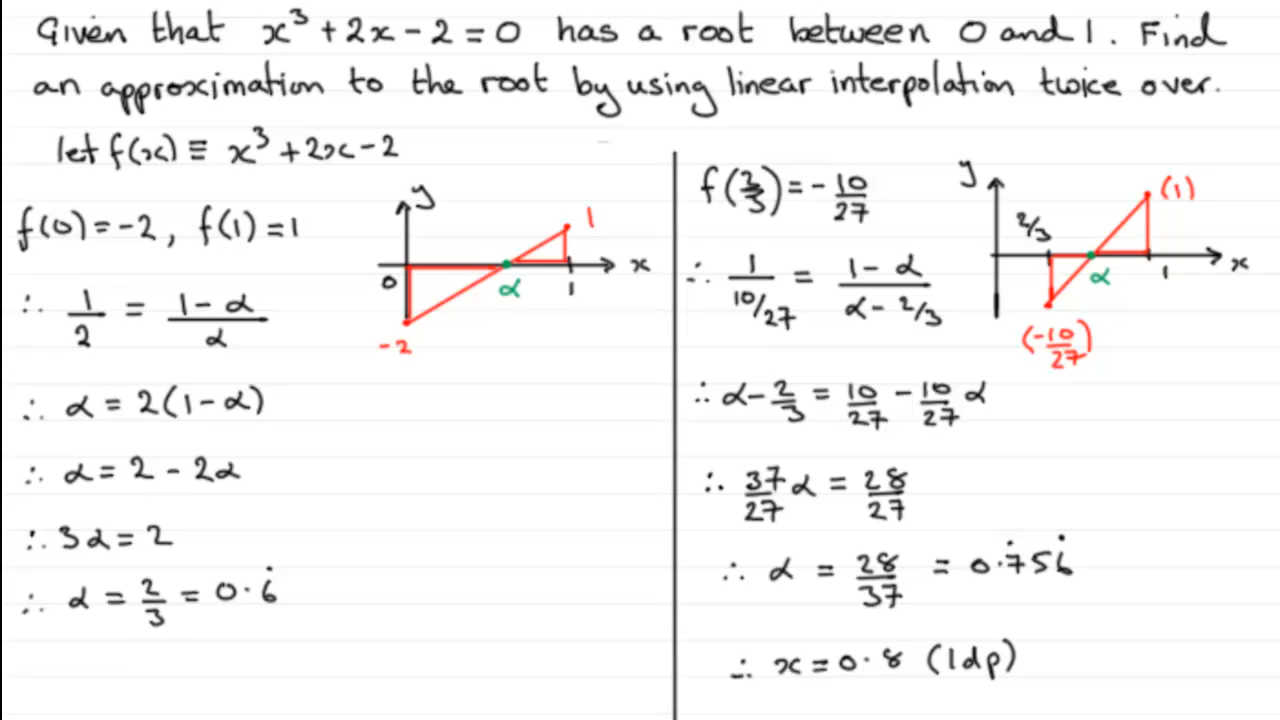 Given that x³ + 2x - 2 = 0 has a root between 0 and 1. Find
an approximation to the root by using linear interpolation twice over.
let f(x) ≡ x³ + 2x - 2
f(0) = -2, f(1) = 1
∴ 1/2 = (1 - α)/α
∴ α = 2(1 - α)
∴ α = 2 - 2α
∴ 3α = 2
∴ α = 2/3 = 0.6̇
y
1
0
α
1
x
-2
f(2/3) = -10/27
∴ 1/(10/27) = (1 - α)/(α - 2/3)
∴ α - 2/3 = 10/27 - 10/27 α
∴ 37/27 α = 28/27
∴ α = 28/37 = 0.7̇56̇
∴ x = 0.8 (1dp)
y
(1)
2/3
α
1
x
(-10/27)